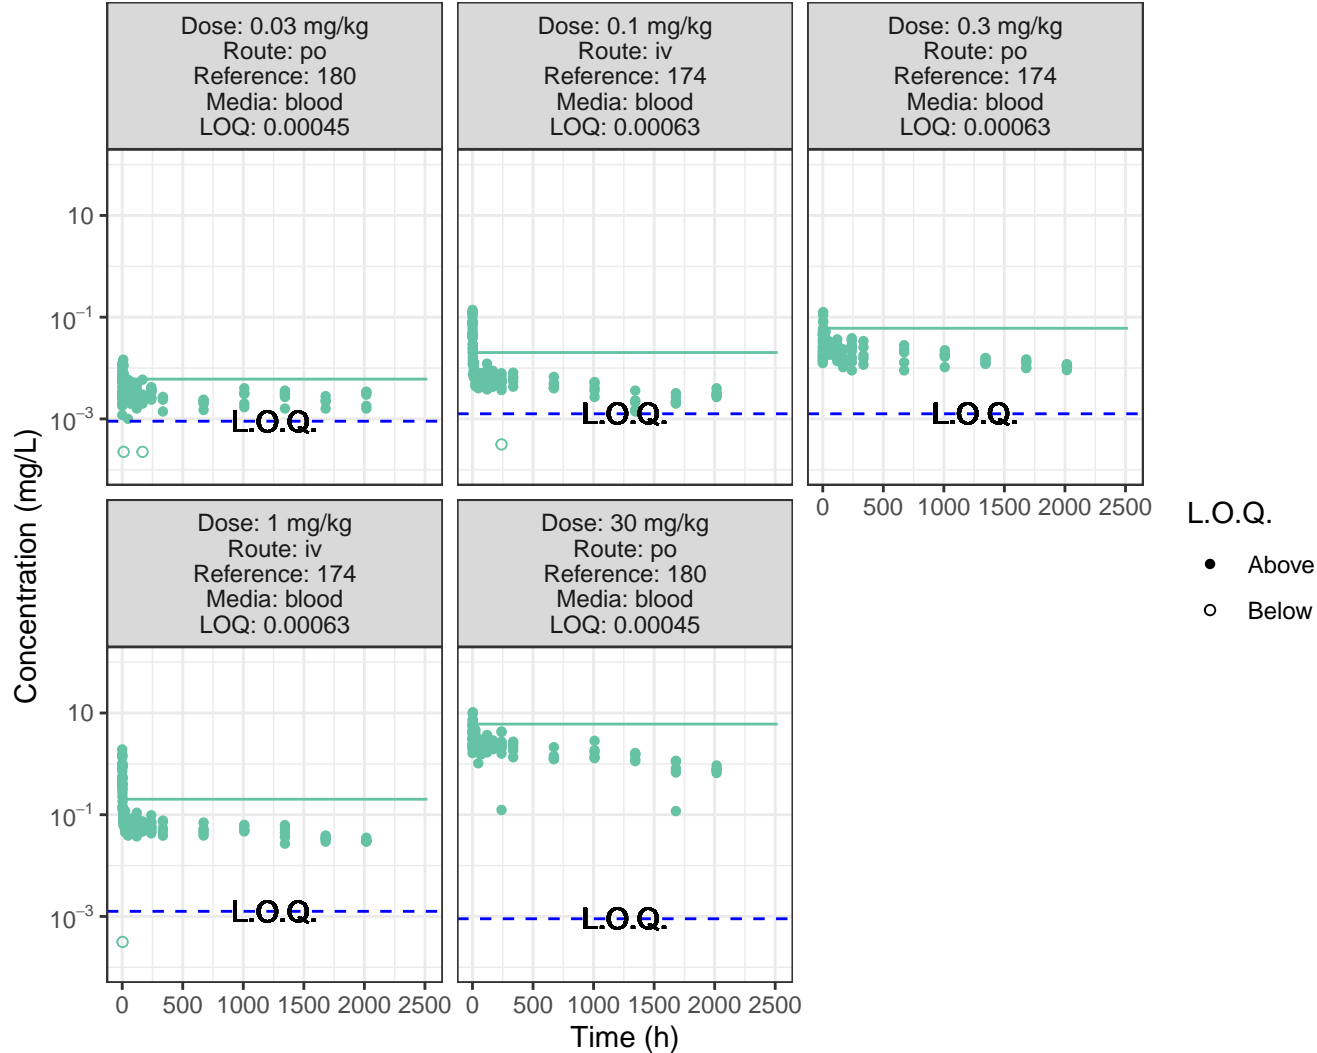 Dose: 0.03 mg/kg
Route: po
Reference: 180
Media: blood
LOQ: 0.00045
Dose: 0.1 mg/kg
Route: iv
Reference: 174
Media: blood
LOQ: 0.00063
Dose: 0.3 mg/kg
Route: po
Reference: 174
Media: blood
LOQ: 0.00063
10
10⁻¹
10⁻³
L.O.Q.
L.O.Q.
L.O.Q.
0 500 1000 1500 2000 2500
Dose: 1 mg/kg
Route: iv
Reference: 174
Media: blood
LOQ: 0.00063
Dose: 30 mg/kg
Route: po
Reference: 180
Media: blood
LOQ: 0.00045
10
10⁻¹
10⁻³
L.O.Q.
L.O.Q.
0 500 1000 1500 2000 2500
0 500 1000 1500 2000 2500
Time (h)
Concentration (mg/L)
L.O.Q.
Above
Below